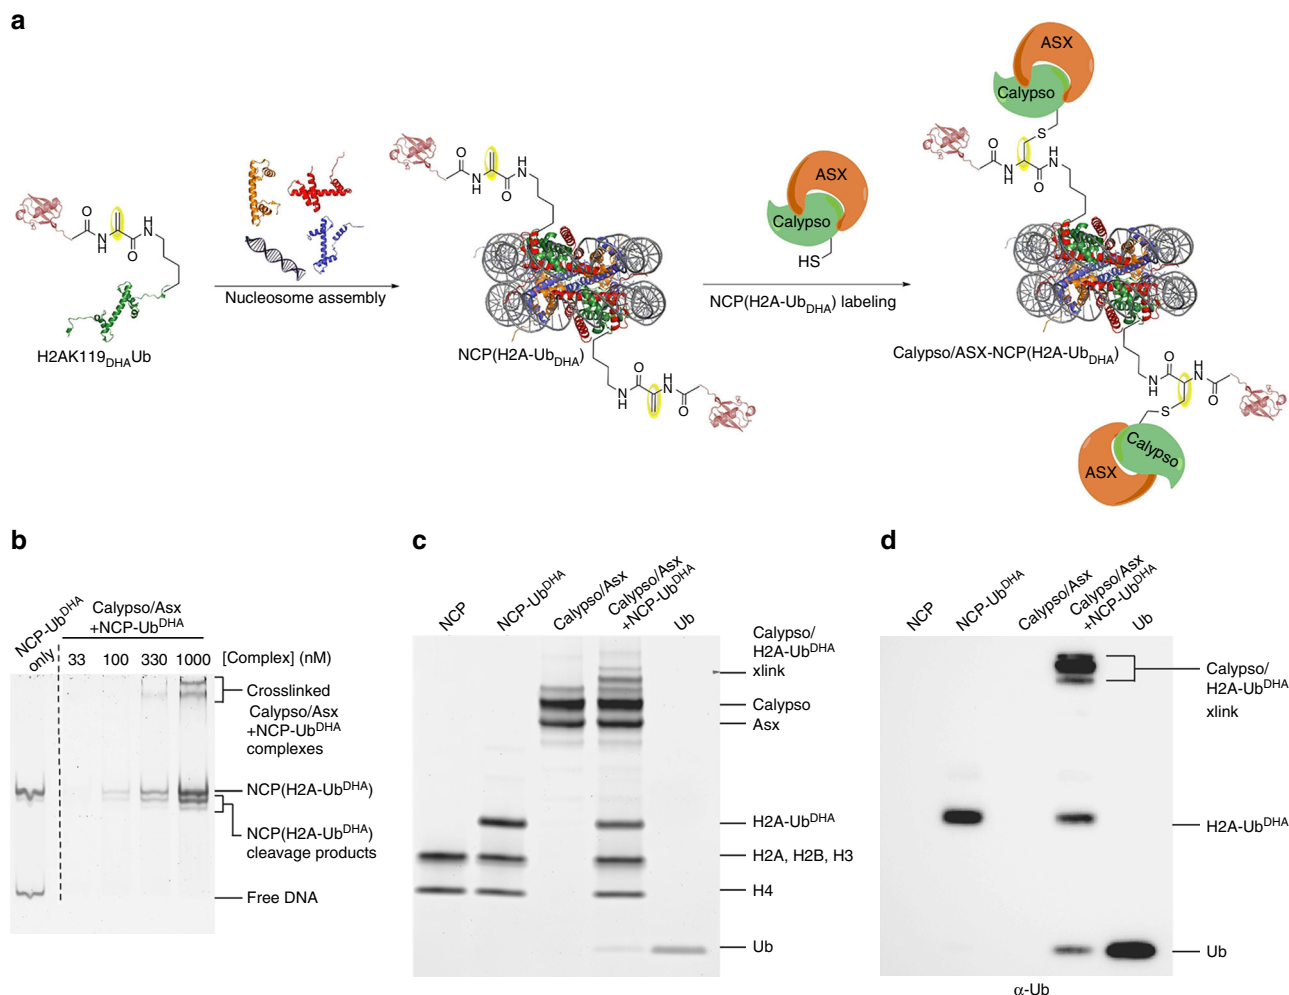 a
ASX
Calypso
O
N
H
O
H
N
S
O
N
H
O
H
N
ASX
Calypso
HS
O
N
H
O
H
N
Nucleosome assembly
NCP(H2A-UbDHA) labeling
H2AK119DHAUb
NCP(H2A-UbDHA)
Calypso/ASX-NCP(H2A-UbDHA)
N
H
O
H
N
O
N
H
O
H
N
O
S
Calypso
ASX
b
NCP-UbDHA
only
Calypso/Asx
+NCP-UbDHA
33 100 330 1000 [Complex] (nM)
Crosslinked
Calypso/Asx
+NCP-UbDHA
complexes
NCP(H2A-UbDHA)
NCP(H2A-UbDHA)
cleavage products
Free DNA
c
NCP
NCP-UbDHA
Calypso/Asx
Calypso/Asx
+NCP-UbDHA
Ub
Calypso/
H2A-UbDHA
xlink
Calypso
Asx
H2A-UbDHA
H2A, H2B, H3
H4
Ub
d
NCP
NCP-UbDHA
Calypso/Asx
Calypso/Asx
+NCP-UbDHA
Ub
Calypso/
H2A-UbDHA
xlink
H2A-UbDHA
Ub
α-Ub